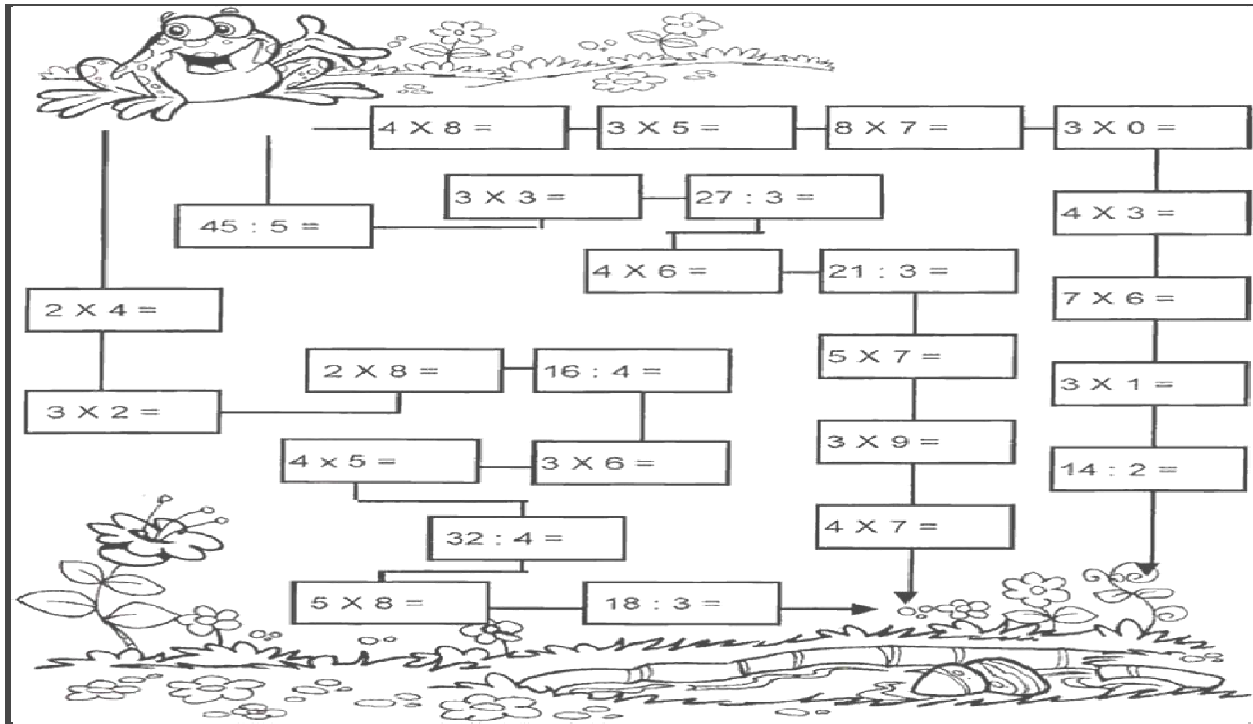 4 X 8 =
3 X 5 =
8 X 7 =
3 X 0 =
3 X 3 =
27 : 3 =
4 X 3 =
45 : 5 =
4 X 6 =
21 : 3 =
7 X 6 =
2 X 4 =
5 X 7 =
2 X 8 =
16 : 4 =
3 X 1 =
3 X 2 =
3 X 9 =
4 x 5 =
3 X 6 =
14 : 2 =
4 X 7 =
32 : 4 =
5 X 8 =
18 : 3 =